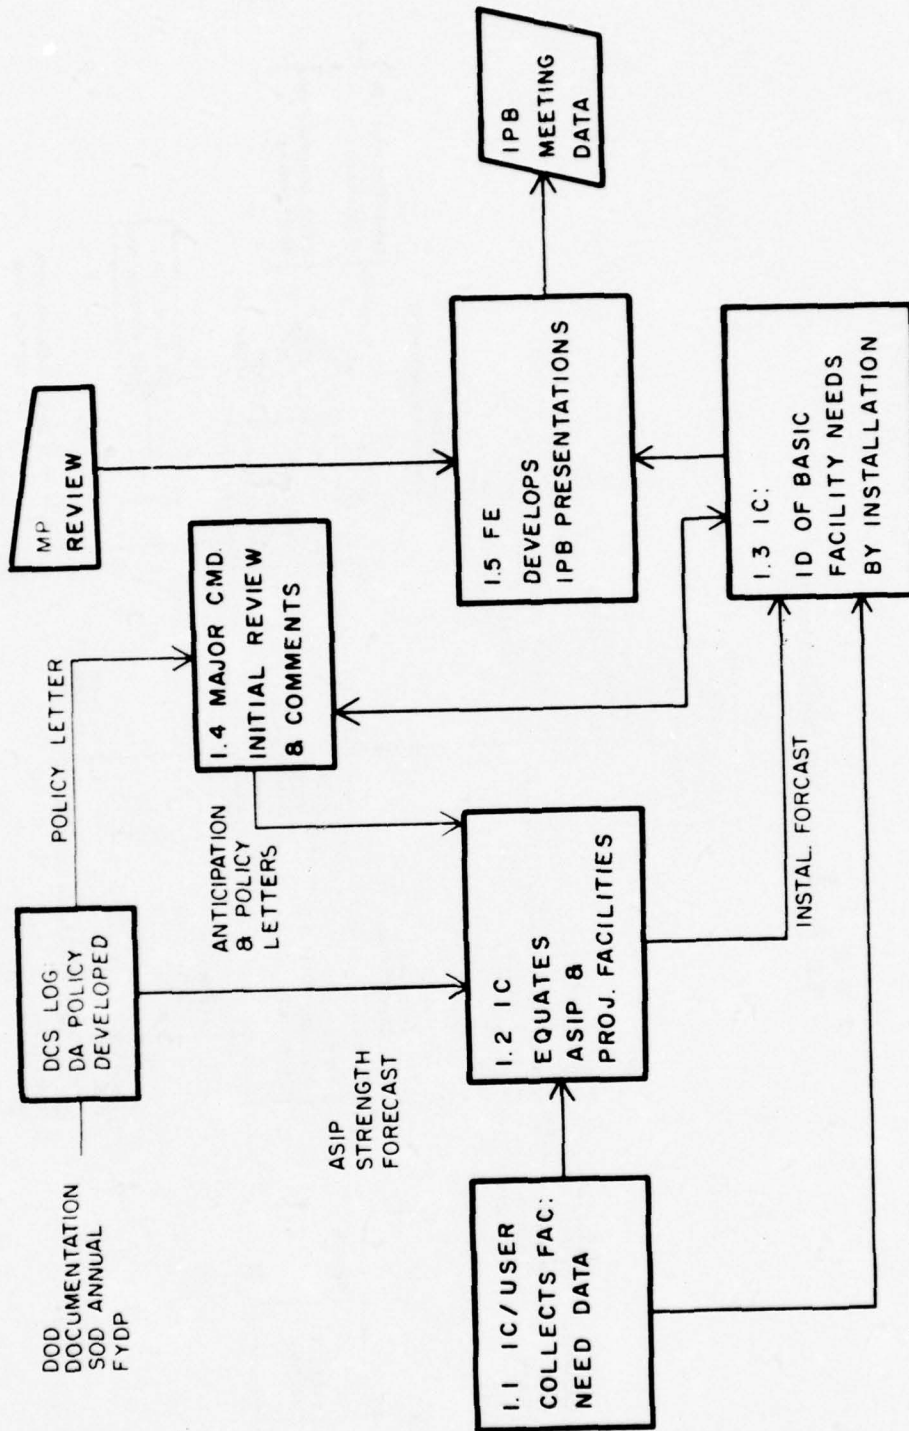 DOD
DOCUMENTATION
SOD ANNUAL
FYDP
DCS LOG:
DA POLICY
DEVELOPED
POLICY LETTER
MP
REVIEW
ASIP
STRENGTH
FORECAST
ANTICIPATION
& POLICY
LETTERS
1.4 MAJOR CMD.
INITIAL REVIEW
& COMMENTS
1.1 IC/USER
COLLECTS FAC:
NEED DATA
1.2 IC
EQUATES
ASIP &
PROJ. FACILITIES
1.5 FE
DEVELOPS
IPB PRESENTATIONS
IPB
MEETING
DATA
INSTAL. FORCAST
1.3 IC:
ID OF BASIC
FACILITY NEEDS
BY INSTALLATION